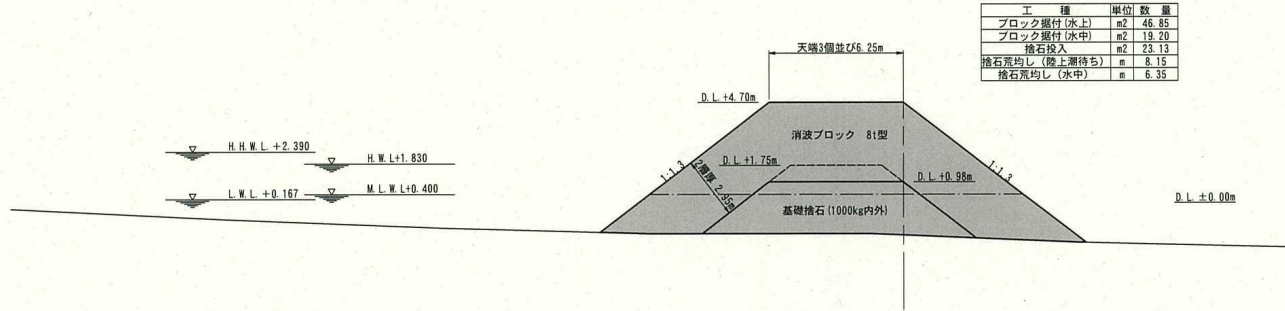 工 種 単位 数 量
ブロック据付(水上) m2 46.85
ブロック据付(水中) m2 19.20
捨石投入 m2 23.13
捨石荒均し(陸上潮待ち) m 8.15
捨石荒均し(水中) m 6.35
天端3個並び6.25m
D.L.+4.70m
消波ブロック 8t型
H.H.W.L.+2.390
H.W.L+1.830
D.L.+1.75m
1:1.3
2層厚 2.95m
1:1.3
D.L.+0.98m
L.W.L.+0.167
M.L.W.L+0.400
D.L.±0.00m
基礎捨石(1000kg内外)